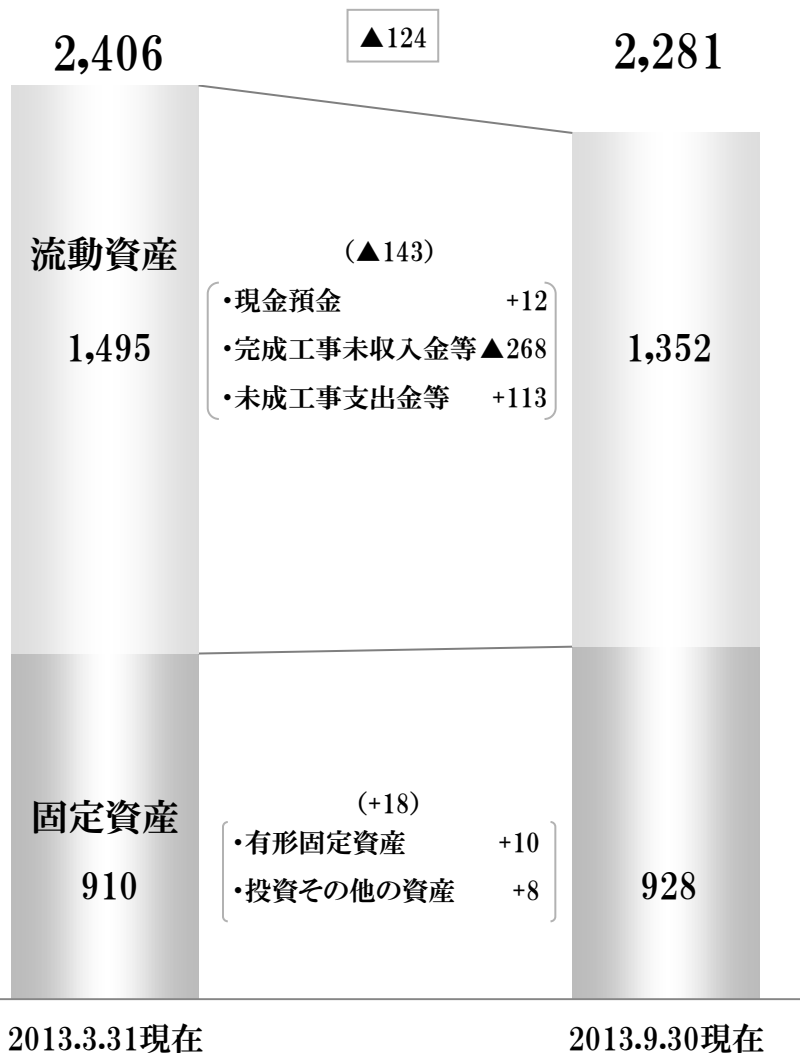 ▲124
2,406
2,281
流動資産
(▲143)
・現金預金 +12
1,495
・完成工事未収入金等▲268
1,352
・未成工事支出金等 +113
固定資産
(+18)
・有形固定資産 +10
910
・投資その他の資産 +8
928
2013.3.31現在
2013.9.30現在